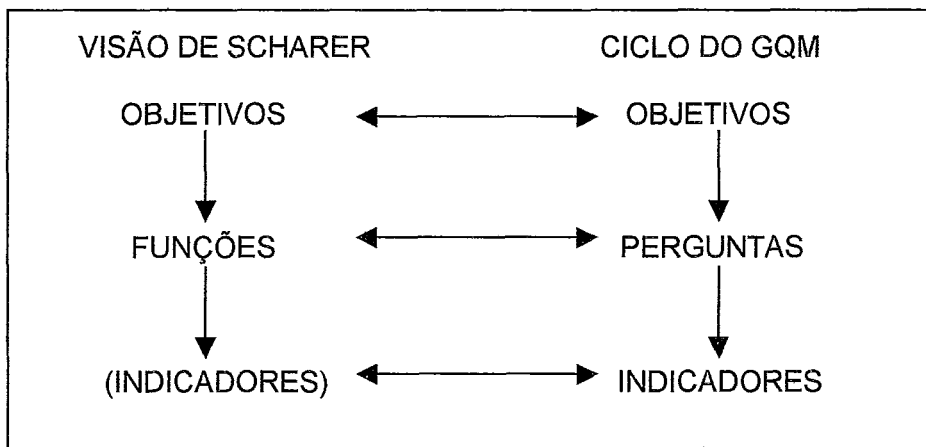 VISÃO DE SCHARER CICLO DO GQM
OBJETIVOS OBJETIVOS
FUNÇÕES PERGUNTAS
(INDICADORES) INDICADORES